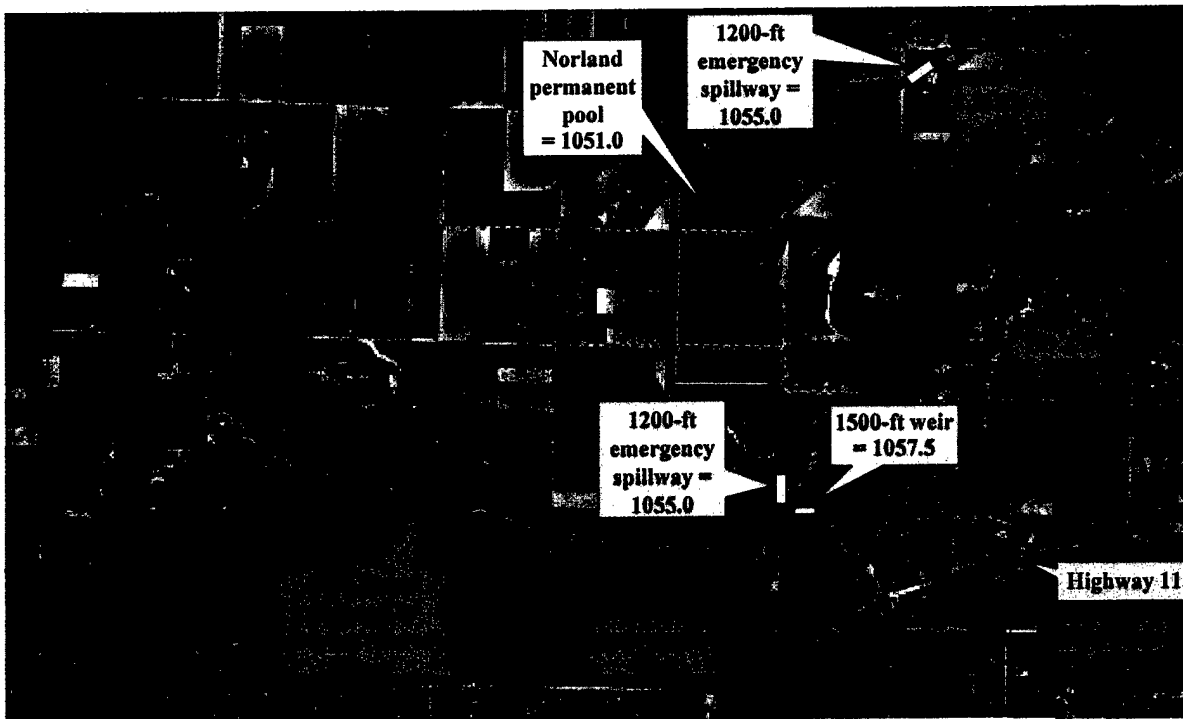 1200-ft
emergency
spillway =
1055.0
Norland
permanent
pool
= 1051.0
1200-ft
emergency
spillway =
1055.0
1500-ft weir
= 1057.5
Highway 11